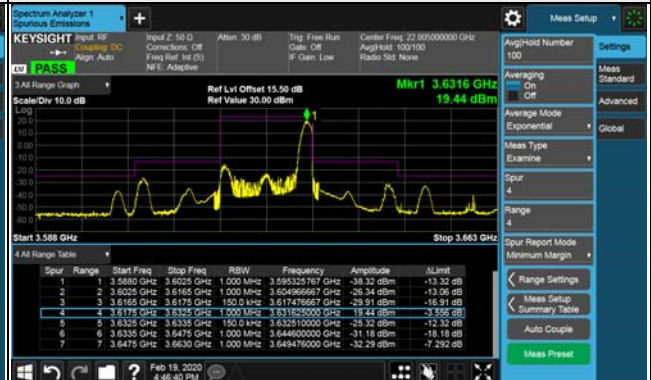 Spectrum Analyzer 1
Spurious Emissions
+
Meas Setup
KEYSIGHT Input: RF
Coupling: DC
Align: Auto
Input Z: 50 Ω
Corrections: Off
Freq Ref: Int (S)
NFE: Adaptive
Atten: 30 dB
Trig: Free Run
Gate: Off
IF Gain: Low
Center Freq: 22.005000000 GHz
Avg|Hold: 100/100
Radio Std: None
LXI PASS
3 All Range Graph
Scale/Div 10.0 dB
Ref Lvl Offset 15.50 dB
Ref Value 30.00 dBm
Mkr1 3.6316 GHz
19.44 dBm
Log
20.0
10.0
0.00
-10.0
-20.0
-30.0
-40.0
-50.0
-60.0
1
Start 3.588 GHz
Stop 3.663 GHz
4 All Range Table
Spur Range Start Freq Stop Freq RBW Frequency Amplitude ΔLimit
1 1 3.5880 GHz 3.6025 GHz 1.000 MHz 3.595325767 GHz -38.32 dBm -13.32 dB
2 2 3.6025 GHz 3.6165 GHz 1.000 MHz 3.604966667 GHz -26.34 dBm -13.06 dB
3 3 3.6165 GHz 3.6175 GHz 150.0 kHz 3.617476667 GHz -29.91 dBm -16.91 dB
4 4 3.6175 GHz 3.6325 GHz 1.000 MHz 3.631625000 GHz 19.44 dBm -3.556 dB
5 5 3.6325 GHz 3.6335 GHz 150.0 kHz 3.632510000 GHz -25.32 dBm -12.32 dB
6 6 3.6335 GHz 3.6475 GHz 1.000 MHz 3.644600000 GHz -31.18 dBm -18.18 dB
7 7 3.6475 GHz 3.6630 GHz 1.000 MHz 3.649476000 GHz -32.29 dBm -7.292 dB
Avg|Hold Number
100
Averaging
On
Off
Average Mode
Exponential
Meas Type
Examine
Spur
4
Range
4
Spur Report Mode
Minimum Margin
Range Settings
Meas Setup
Summary Table
Auto Couple
Meas Preset
Settings
Meas
Standard
Advanced
Global
Feb 19, 2020
4:46:40 PM